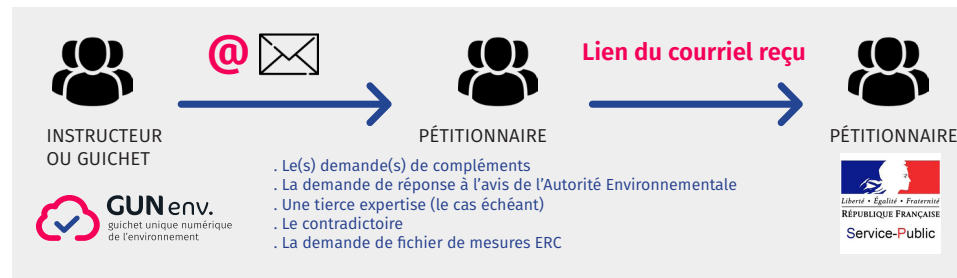 @
Lien du courriel reçu
INSTRUCTEUR
OU GUICHET
PÉTITIONNAIRE
PÉTITIONNAIRE
. Le(s) demande(s) de compléments
. La demande de réponse à l’avis de l’Autorité Environnementale
. Une tierce expertise (le cas échéant)
. Le contradictoire
. La demande de fichier de mesures ERC
GUNenv.
guichet unique numérique
de l'environnement
Liberté • Égalité • Fraternité
RÉPUBLIQUE FRANÇAISE
Service-Public